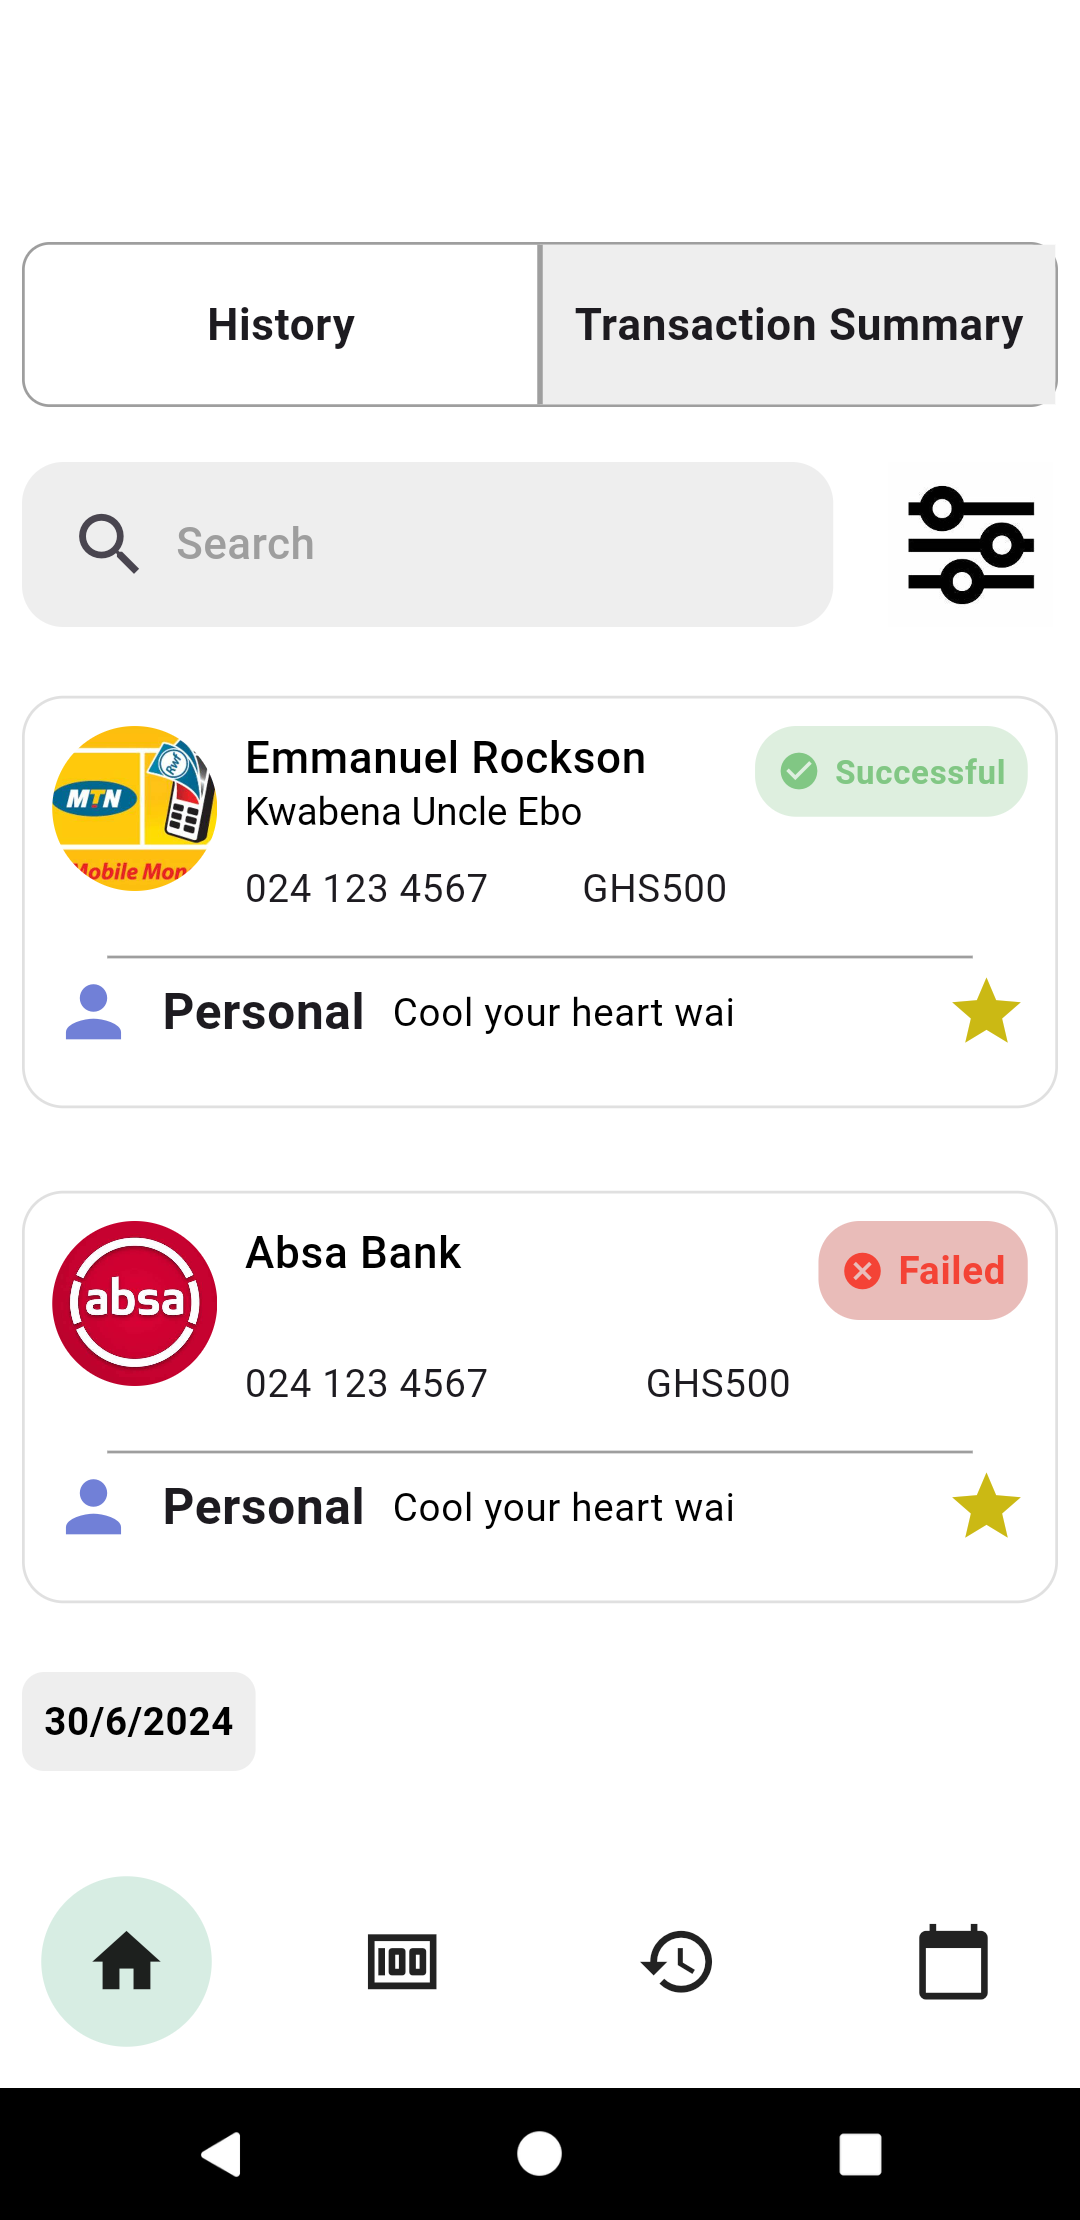 History
Transaction Summary
Search
Emmanuel Rockson
Successful
Kwabena Uncle Ebo
Rwf
MTN
Mobile Mon
024 123 4567 GHS500
Personal Cool your heart wai
Absa Bank
Failed
absa
024 123 4567 GHS500
Personal Cool your heart wai
30/6/2024
100